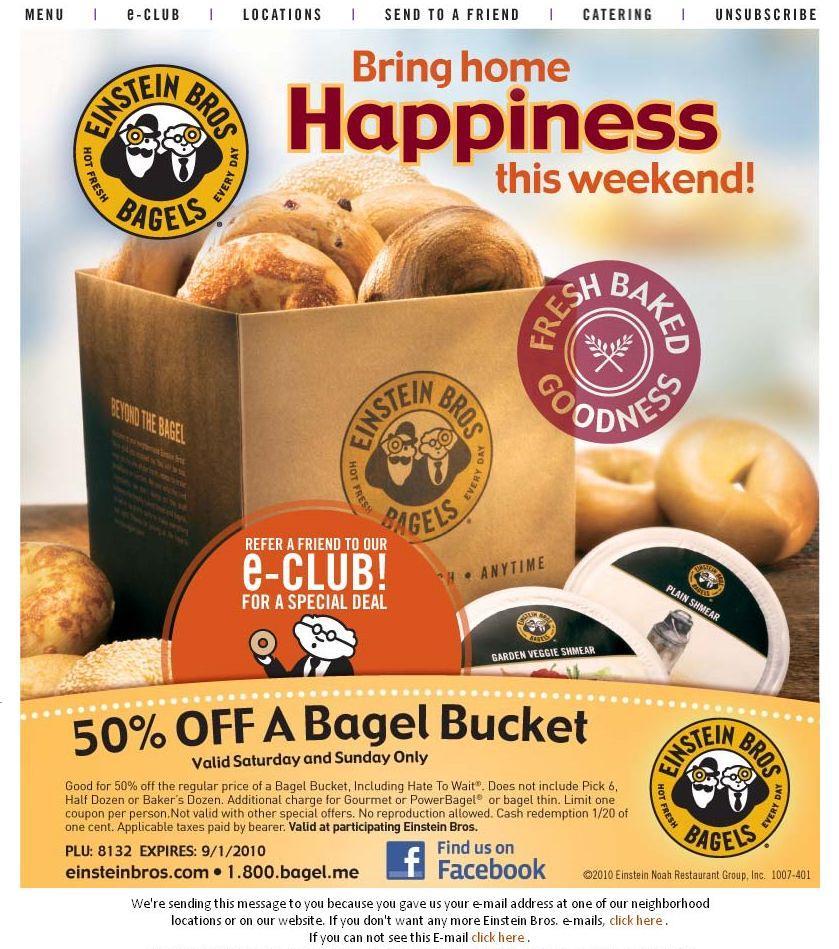 MENU | e-CLUB | LOCATIONS | SEND TO A FRIEND | CATERING | UNSUBSCRIBE
Bring home
Happiness
this weekend!
EINSTEIN BROS
HOT FRESH
EVERY DAY
BAGELS
FRESH BAKED
GOODNESS
BEYOND THE BAGEL
EINSTEIN BROS
HOT FRESH
EVERY DAY
BAGELS
H • ANYTIME
REFER A FRIEND TO OUR
e-CLUB!
FOR A SPECIAL DEAL
EINSTEIN BROS
BAGELS
PLAIN SHMEAR
EINSTEIN BROS
BAGELS
GARDEN VEGGIE SHMEAR
50% OFF A Bagel Bucket
Valid Saturday and Sunday Only
Good for 50% off the regular price of a Bagel Bucket, Including Hate To Wait®. Does not include Pick 6,
Half Dozen or Baker's Dozen. Additional charge for Gourmet or PowerBagel® or bagel thin. Limit one
coupon per person.Not valid with other special offers. No reproduction allowed. Cash redemption 1/20 of
one cent. Applicable taxes paid by bearer. Valid at participating Einstein Bros.
PLU: 8132 EXPIRES: 9/1/2010
einsteinbros.com • 1.800.bagel.me
f
Find us on
Facebook
EINSTEIN BROS
HOT FRESH
EVERY DAY
BAGELS
©2010 Einstein Noah Restaurant Group, Inc. 1007-401
We're sending this message to you because you gave us your e-mail address at one of our neighborhood
locations or on our website. If you don't want any more Einstein Bros. e-mails, click here .
If you can not see this E-mail click here .